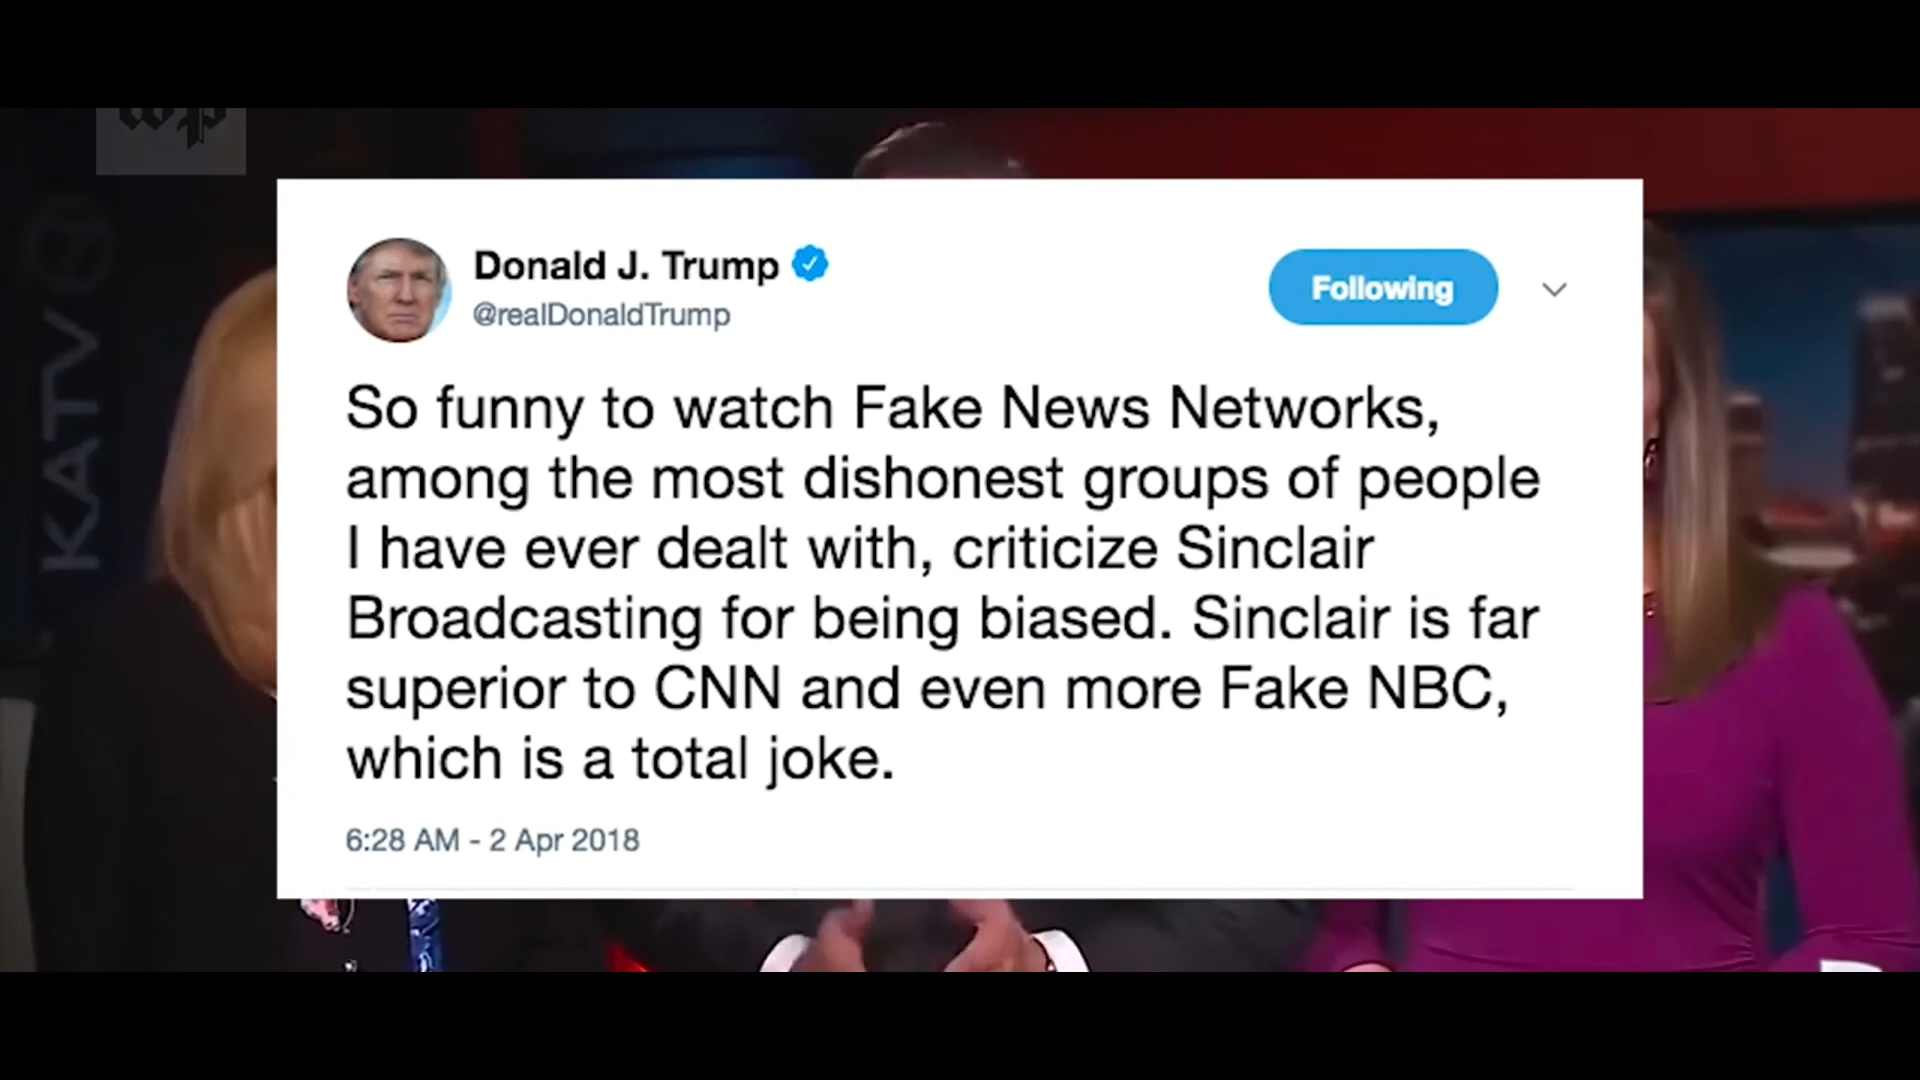 wp
KATV
Donald J. Trump
@realDonaldTrump
Following
So funny to watch Fake News Networks,
among the most dishonest groups of people
I have ever dealt with, criticize Sinclair
Broadcasting for being biased. Sinclair is far
superior to CNN and even more Fake NBC,
which is a total joke.
6:28 AM - 2 Apr 2018